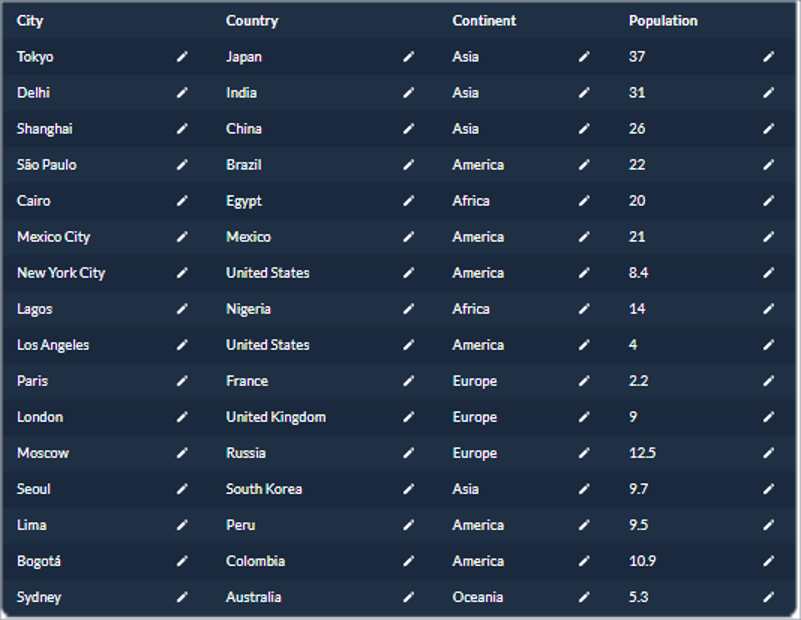 City Country Continent Population
Tokyo Japan Asia 37
Delhi India Asia 31
Shanghai China Asia 26
São Paulo Brazil America 22
Cairo Egypt Africa 20
Mexico City Mexico America 21
New York City United States America 8.4
Lagos Nigeria Africa 14
Los Angeles United States America 4
Paris France Europe 2.2
London United Kingdom Europe 9
Moscow Russia Europe 12.5
Seoul South Korea Asia 9.7
Lima Peru America 9.5
Bogotá Colombia America 10.9
Sydney Australia Oceania 5.3